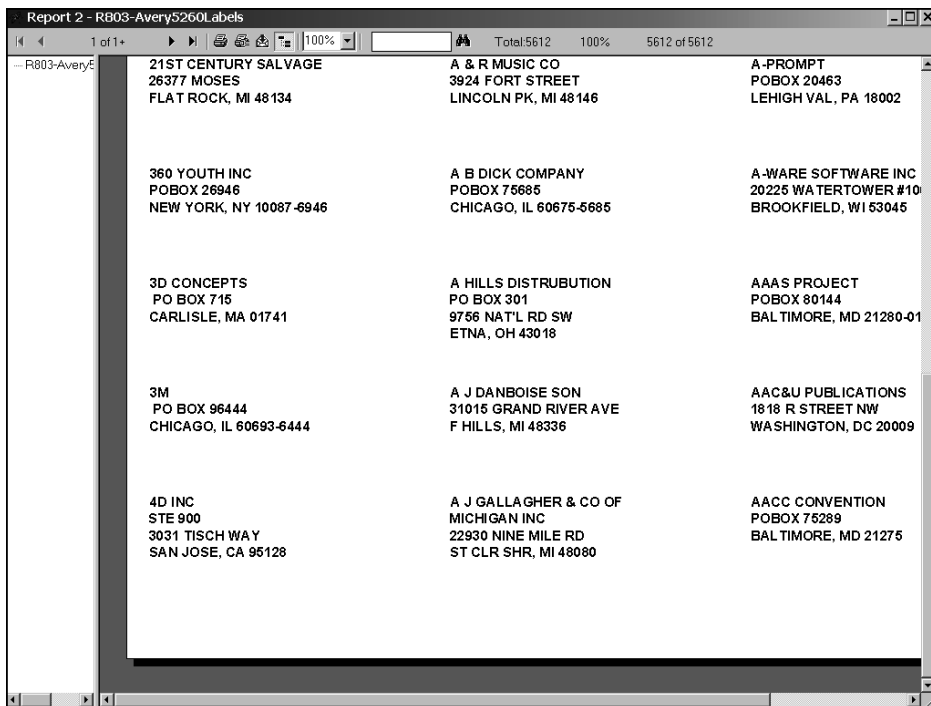 Report 2 - R803-Avery5260Labels
1 of 1+ 100% Total:5612 100% 5612 of 5612
R803-Avery5
21ST CENTURY SALVAGE
26377 MOSES
FLAT ROCK, MI 48134
A & R MUSIC CO
3924 FORT STREET
LINCOLN PK, MI 48146
A-PROMPT
POBOX 20463
LEHIGH VAL, PA 18002
360 YOUTH INC
POBOX 26946
NEW YORK, NY 10087-6946
A B DICK COMPANY
POBOX 75685
CHICAGO, IL 60675-5685
A-WARE SOFTWARE INC
20225 WATERTOWER #10
BROOKFIELD, WI 53045
3D CONCEPTS
PO BOX 715
CARLISLE, MA 01741
A HILLS DISTRUBUTION
PO BOX 301
9756 NAT'L RD SW
ETNA, OH 43018
AAAS PROJECT
POBOX 80144
BALTIMORE, MD 21280-01
3M
PO BOX 96444
CHICAGO, IL 60693-6444
A J DANBOISE SON
31015 GRAND RIVER AVE
F HILLS, MI 48336
AAC&U PUBLICATIONS
1818 R STREET NW
WASHINGTON, DC 20009
4D INC
STE 900
3031 TISCH WAY
SAN JOSE, CA 95128
A J GALLAGHER & CO OF
MICHIGAN INC
22930 NINE MILE RD
ST CLR SHR, MI 48080
AACC CONVENTION
POBOX 75289
BALTIMORE, MD 21275